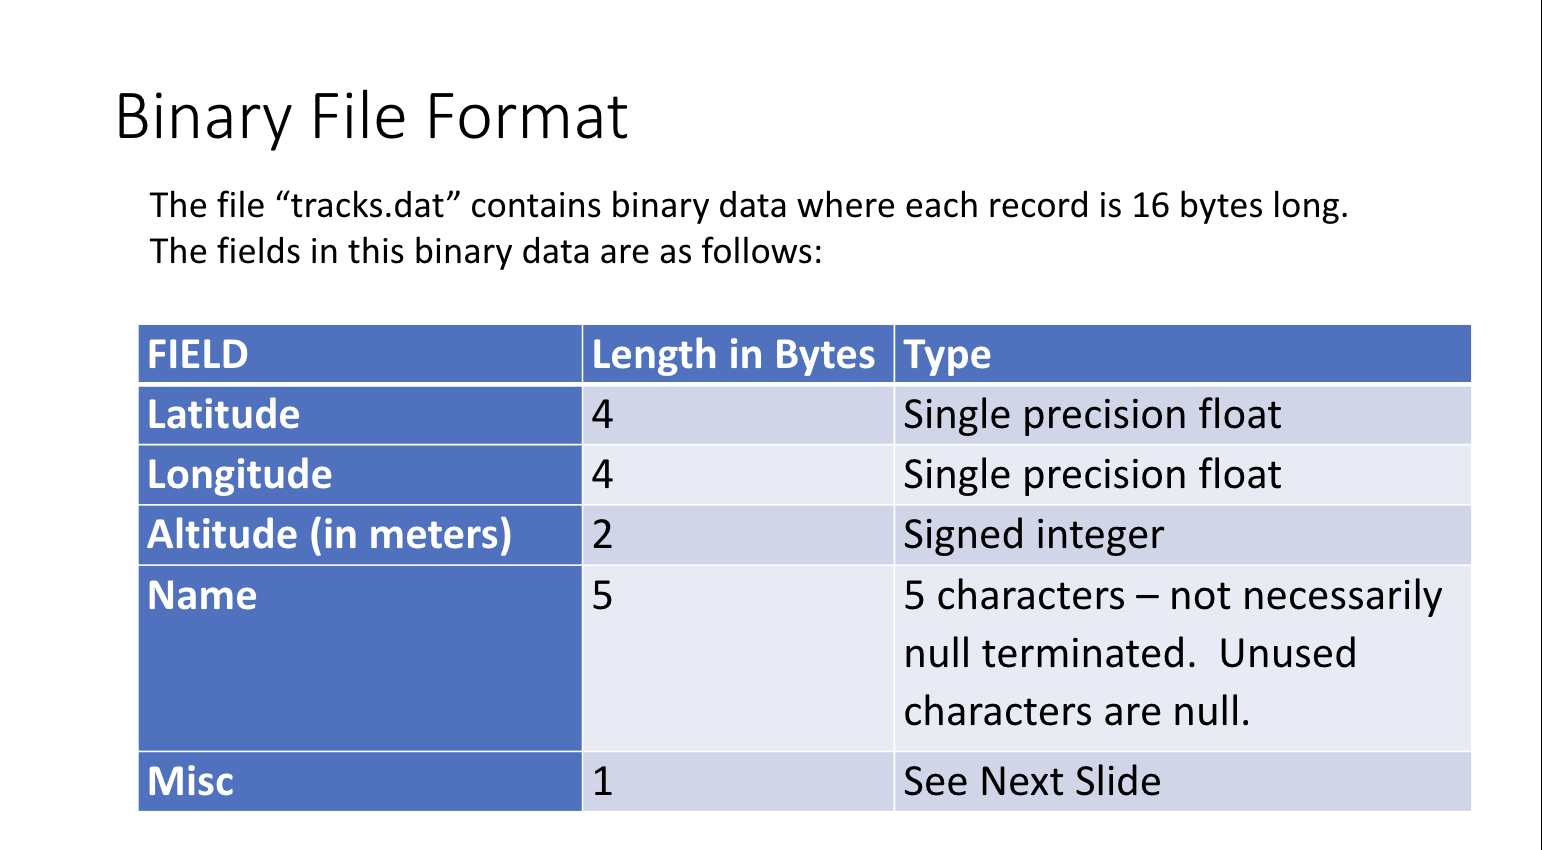 Binary File Format
The file “tracks.dat” contains binary data where each record is 16 bytes long.
The fields in this binary data are as follows:
FIELD Length in Bytes Type
Latitude 4 Single precision float
Longitude 4 Single precision float
Altitude (in meters) 2 Signed integer
Name 5 5 characters – not necessarily
null terminated.  Unused
characters are null.
Misc 1 See Next Slide